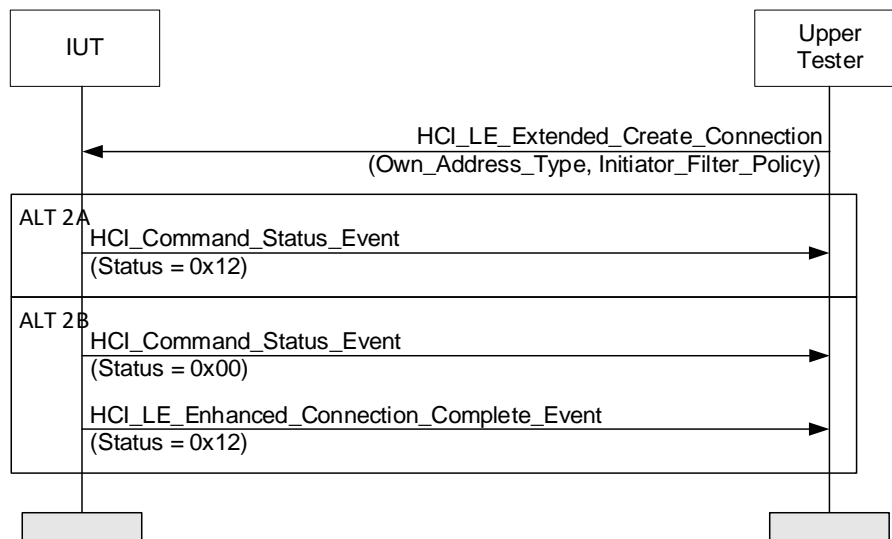 IUT
Upper
Tester
HCI_LE_Extended_Create_Connection
(Own_Address_Type, Initiator_Filter_Policy)
ALT 2A
HCI_Command_Status_Event
(Status = 0x12)
ALT 2B
HCI_Command_Status_Event
(Status = 0x00)
HCI_LE_Enhanced_Connection_Complete_Event
(Status = 0x12)